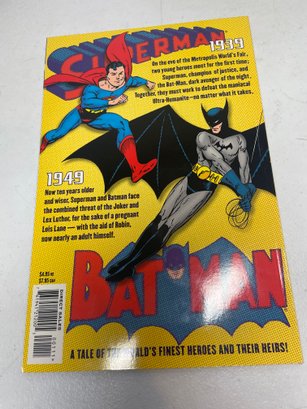 SUPERMAN
1939
On the eve of the Metropolis World's Fair,
two young heroes meet for the first time:
Superman, champion of justice, and
the Bat-Man, dark avenger of the night.
Together, they must work to defeat the maniacal
Ultra-Humanite—no matter what it takes.
1949
Now ten years older
and wiser, Superman and Batman face
the combined threat of the Joker and
Lex Luthor, for the sake of a pregnant
Lois Lane — with the aid of Robin,
now nearly an adult himself.
$4.95 US
$7.95 CAN
DIRECT SALES
BATMAN
A TALE OF THE WORLD'S FINEST HEROES AND THEIR HEIRS!